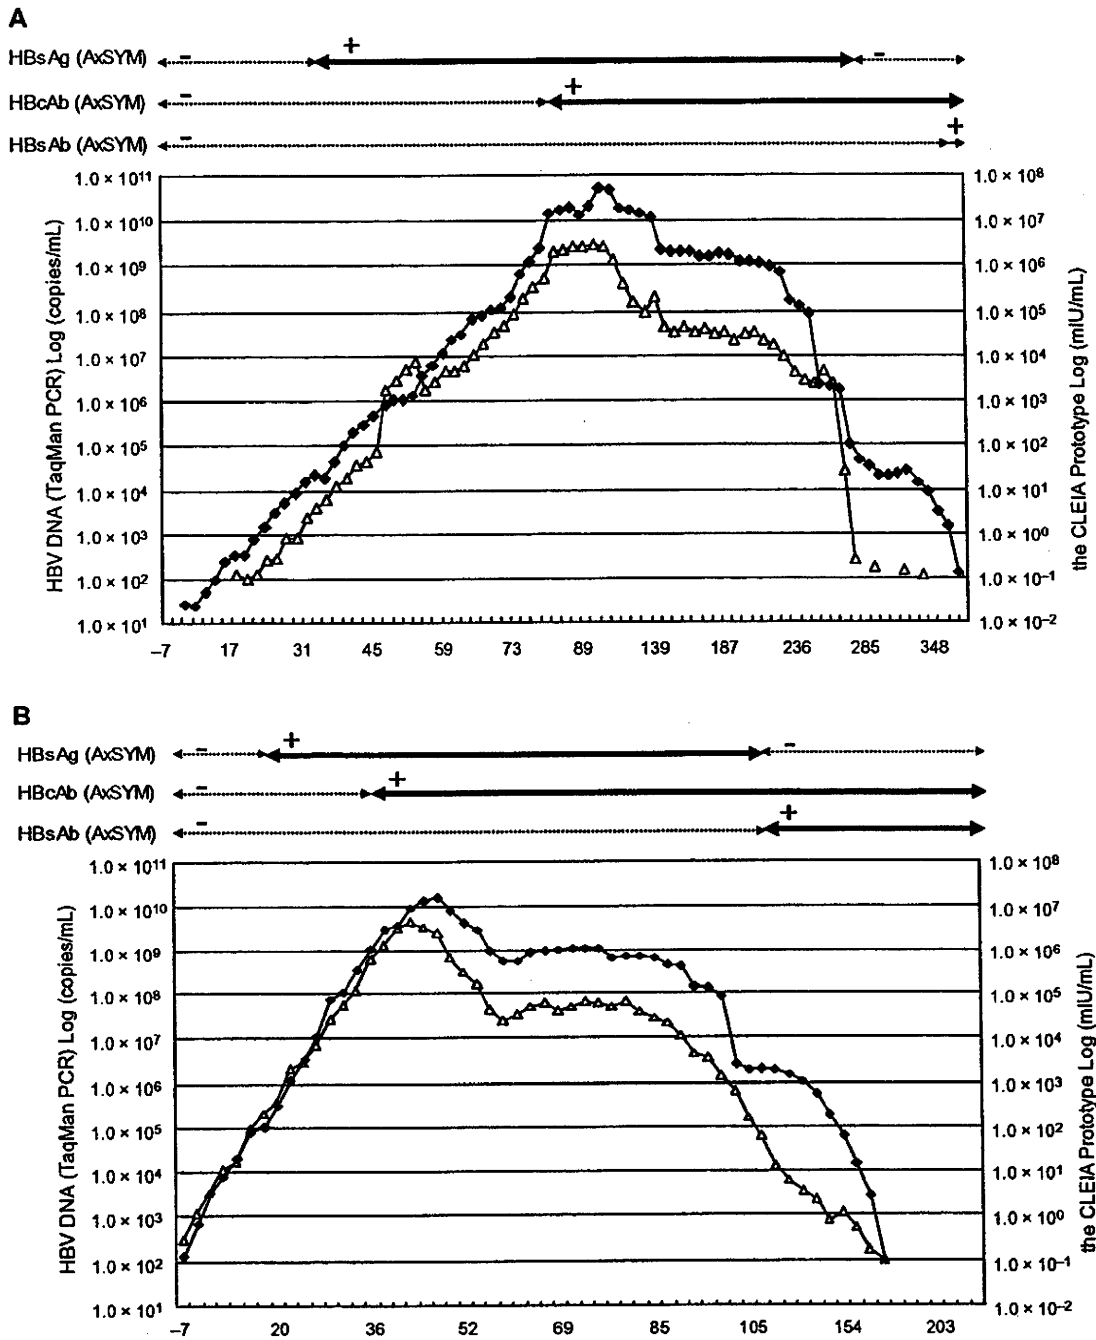 A
HBsAg (AxSYM) – + –
HBcAb (AxSYM) – +
HBsAb (AxSYM) – +
HBV DNA (TaqMan PCR) Log (copies/mL)
1.0 × 10¹¹
1.0 × 10¹⁰
1.0 × 10⁹
1.0 × 10⁸
1.0 × 10⁷
1.0 × 10⁶
1.0 × 10⁵
1.0 × 10⁴
1.0 × 10³
1.0 × 10²
1.0 × 10¹
1.0 × 10⁸
1.0 × 10⁷
1.0 × 10⁶
1.0 × 10⁵
1.0 × 10⁴
1.0 × 10³
1.0 × 10²
1.0 × 10¹
1.0 × 10⁰
1.0 × 10⁻¹
1.0 × 10⁻²
the CLEIA Prototype Log (mIU/mL)
–7 17 31 45 59 73 89 139 187 236 285 348
B
HBsAg (AxSYM) – + –
HBcAb (AxSYM) – +
HBsAb (AxSYM) – +
HBV DNA (TaqMan PCR) Log (copies/mL)
1.0 × 10¹¹
1.0 × 10¹⁰
1.0 × 10⁹
1.0 × 10⁸
1.0 × 10⁷
1.0 × 10⁶
1.0 × 10⁵
1.0 × 10⁴
1.0 × 10³
1.0 × 10²
1.0 × 10¹
1.0 × 10⁸
1.0 × 10⁷
1.0 × 10⁶
1.0 × 10⁵
1.0 × 10⁴
1.0 × 10³
1.0 × 10²
1.0 × 10¹
1.0 × 10⁰
1.0 × 10⁻¹
1.0 × 10⁻²
the CLEIA Prototype Log (mIU/mL)
–7 20 36 52 69 85 105 154 203